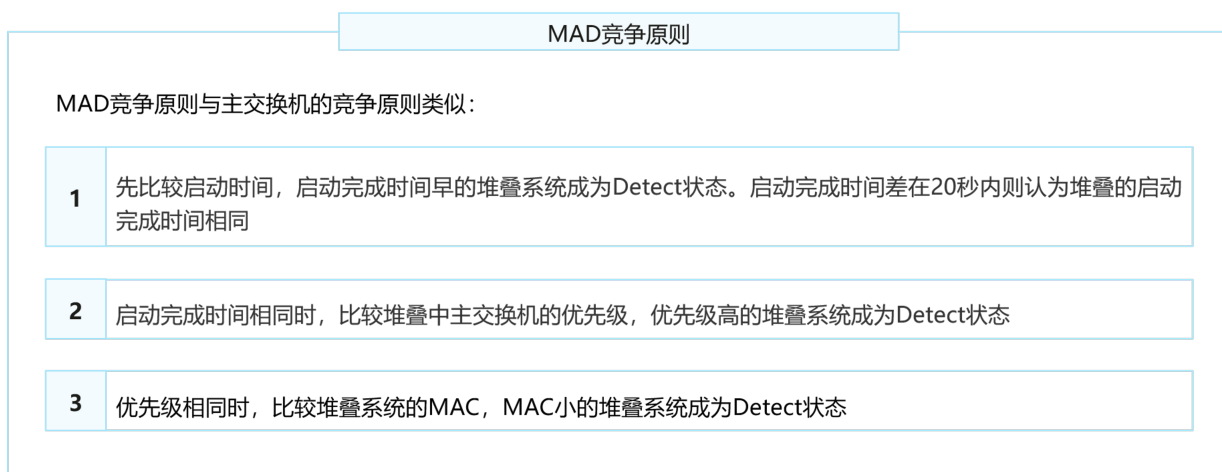 MAD竞争原则
MAD竞争原则与主交换机的竞争原则类似：
1
先比较启动时间，启动完成时间早的堆叠系统成为Detect状态。启动完成时间差在20秒内则认为堆叠的启动
完成时间相同
2
启动完成时间相同时，比较堆叠中主交换机的优先级，优先级高的堆叠系统成为Detect状态
3
优先级相同时，比较堆叠系统的MAC，MAC小的堆叠系统成为Detect状态